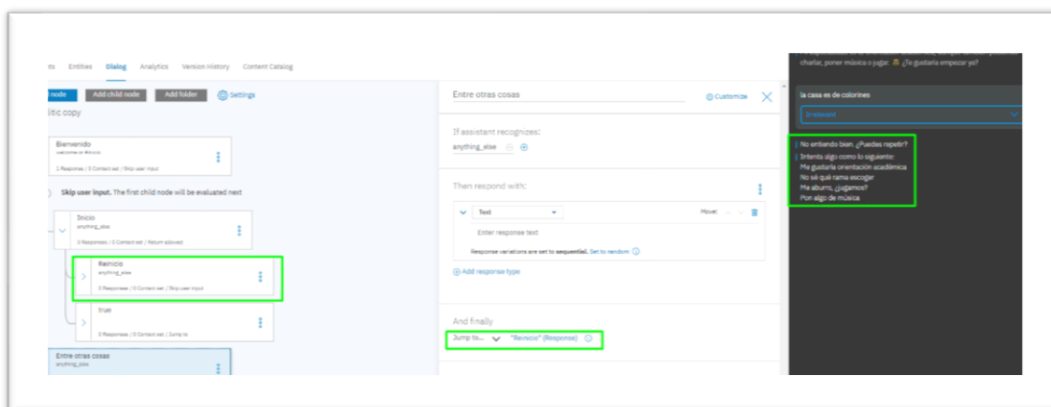 ts Entities Dialog Analytics Version History Content Catalog
node Add child node Add folder Settings
itic copy
Bienvenido
welcome or #Inicio
1 Responses / 0 Context set / Skip user input
Skip user input. The first child node will be evaluated next
Inicio
anything_else
0 Responses / 0 Context set / Return allowed
Reinicio
anything_else
0 Responses / 0 Context set / Skip user input
true
0 Responses / 0 Context set / Jump to
Entre otras cosas
anything_else
Entre otras cosas
Customize
If assistant recognizes:
anything_else
Then respond with:
Text
Move:
Enter response text
Response variations are set to sequential. Set to random
Add response type
And finally
Jump to... "Reinicio" (Response)
charlar, poner música o jugar. ¿Te gustaría empezar ya?
la casa es de colorines
Irrelevant
No entiendo bien. ¿Puedes repetir?
Intenta algo como lo siguiente:
Me gustaría orientación académica
No sé qué rama escoger
Me aburro, ¿jugamos?
Pon algo de música